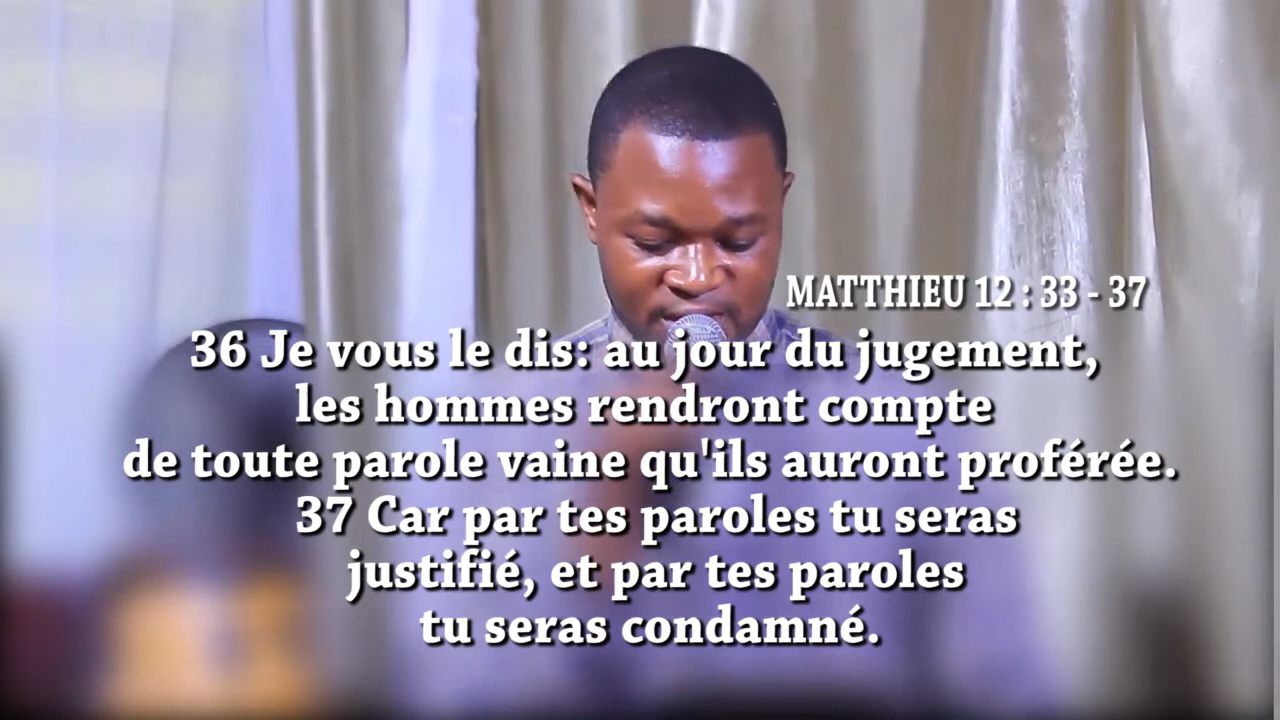 MATTHIEU 12 : 33 - 37
36 Je vous le dis: au jour du jugement,
les hommes rendront compte
de toute parole vaine qu'ils auront proférée.
37 Car par tes paroles tu seras
justifié, et par tes paroles
tu seras condamné.